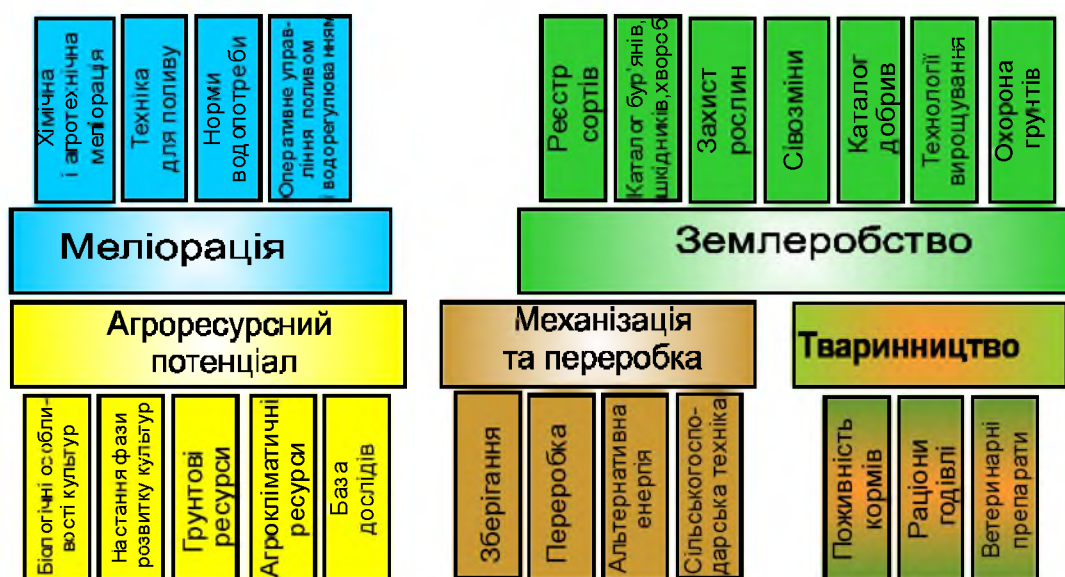 Хімічна
і агротехнічна
меліорація
Техніка
для поливу
Норми
водопотреби
Оперативне управ-
ління поливом
і водорегулюванням
Реєстр
сортів
Каталог бур'янів,
шкідників,хвороб
Захист
рослин
Сівозміни
Каталог
добрив
Технології
вирощування
Охорона
грунтів
Меліорація
Землеробство
Агроресурсний
потенціал
Механізація
та переробка
Тваринництво
Біологічні особли-
вості культур
Настання фази
розвитку культур
Грунтові
ресурси
Агрокліматичні
ресурси
База
дослідів
Зберігання
Переробка
Альтернативна
енергія
Сільськогоспо-
дарська техніка
Поживність
кормів
Раціони
годівлі
Ветеринарні
препарати